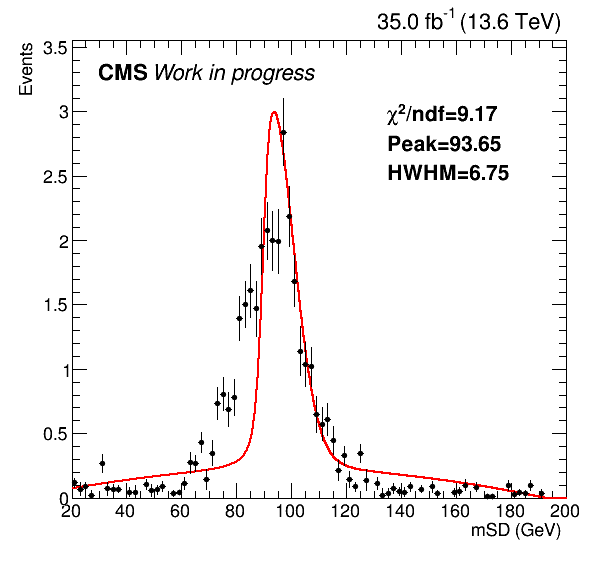 35.0 fb⁻¹ (13.6 TeV)
Events
CMS Work in progress
χ²/ndf=9.17
Peak=93.65
HWHM=6.75
3.5
3
2.5
2
1.5
1
0.5
0
20 40 60 80 100 120 140 160 180 200
mSD (GeV)